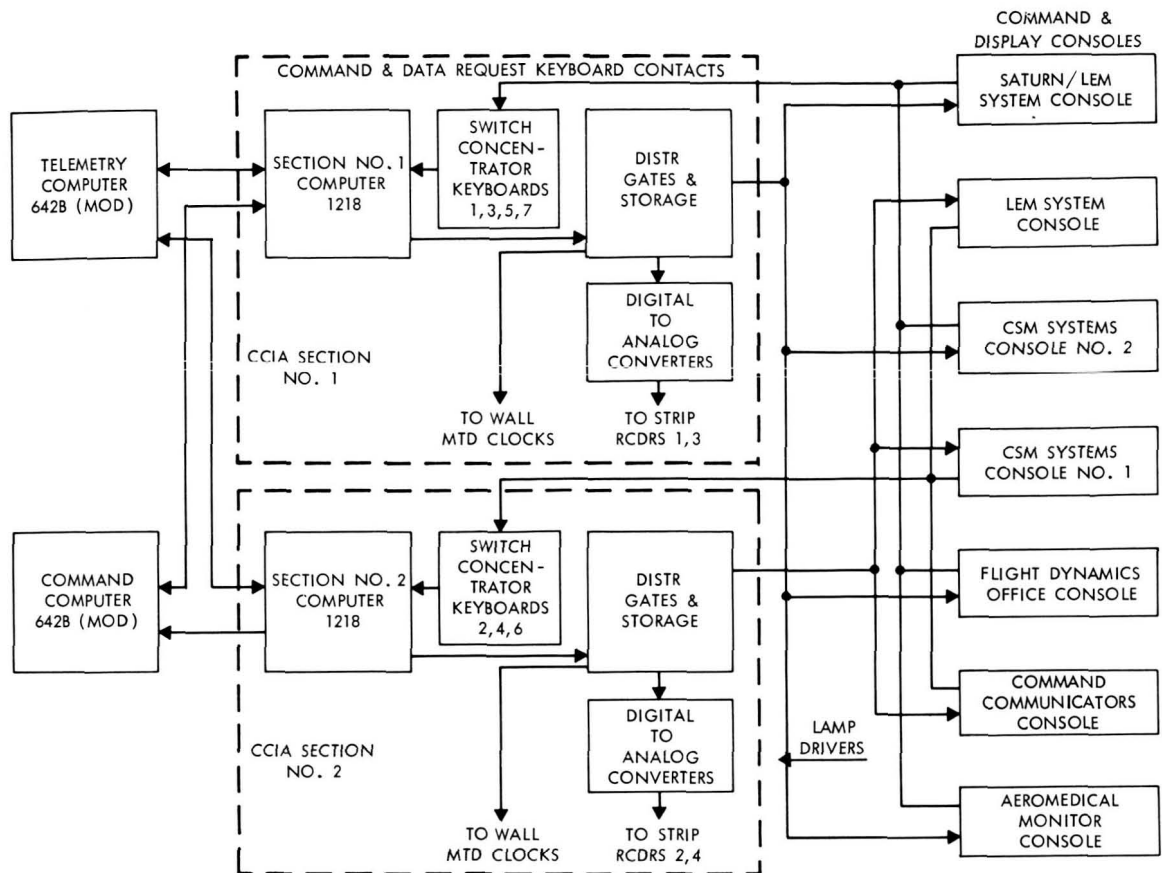 COMMAND &
DISPLAY CONSOLES
COMMAND & DATA REQUEST KEYBOARD CONTACTS
TELEMETRY
COMPUTER
642B (MOD)
SECTION NO. 1
COMPUTER
1218
SWITCH
CONCEN-
TRATOR
KEYBOARDS
1,3,5,7
DISTR
GATES &
STORAGE
DIGITAL
TO
ANALOG
CONVERTERS
CCIA SECTION
NO. 1
TO WALL
MTD CLOCKS
TO STRIP
RCDRS 1,3
COMMAND
COMPUTER
642B (MOD)
SECTION NO. 2
COMPUTER
1218
SWITCH
CONCEN-
TRATOR
KEYBOARDS
2,4,6
DISTR
GATES &
STORAGE
DIGITAL
TO
ANALOG
CONVERTERS
CCIA SECTION
NO. 2
TO WALL
MTD CLOCKS
TO STRIP
RCDRS 2,4
LAMP
DRIVERS
SATURN/LEM
SYSTEM CONSOLE
LEM SYSTEM
CONSOLE
CSM SYSTEMS
CONSOLE NO. 2
CSM SYSTEMS
CONSOLE NO. 1
FLIGHT DYNAMICS
OFFICE CONSOLE
COMMAND
COMMUNICATORS
CONSOLE
AEROMEDICAL
MONITOR
CONSOLE